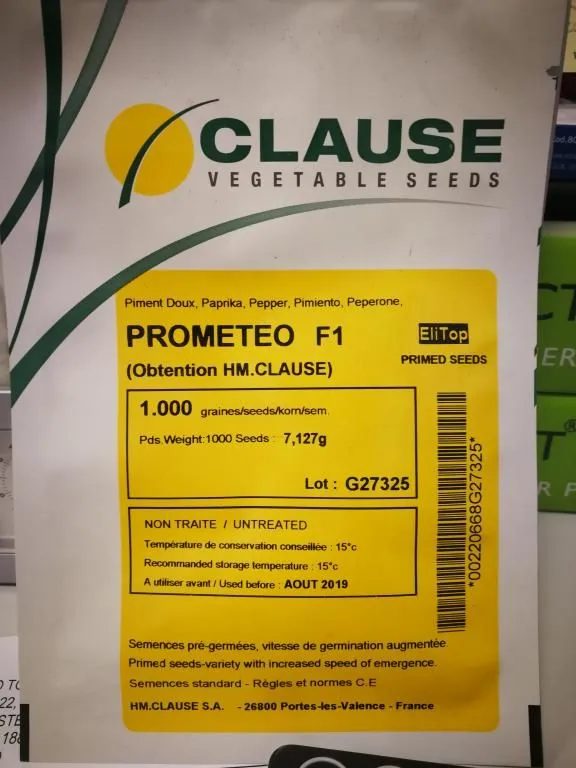 CLAUSE
VEGETABLE SEEDS
Piment Doux, Paprika, Pepper, Pimiento, Peperone,
PROMETEO F1
EliTop
PRIMED SEEDS
(Obtention HM.CLAUSE)
1.000 graines/seeds/korn/sem.
Pds.Weight:1000 Seeds : 7,127g
Lot : G27325
*00220668G27325*
NON TRAITE / UNTREATED
Température de conservation conseillée : 15°c
Recommanded storage temperature : 15°c
A utiliser avant / Used before : AOUT 2019
Semences pré-germées, vitesse de germination augmentée.
Primed seeds-variety with increased speed of emergence.
Semences standard - Règles et normes C.E
HM.CLAUSE S.A. - 26800 Portes-les-Valence - France